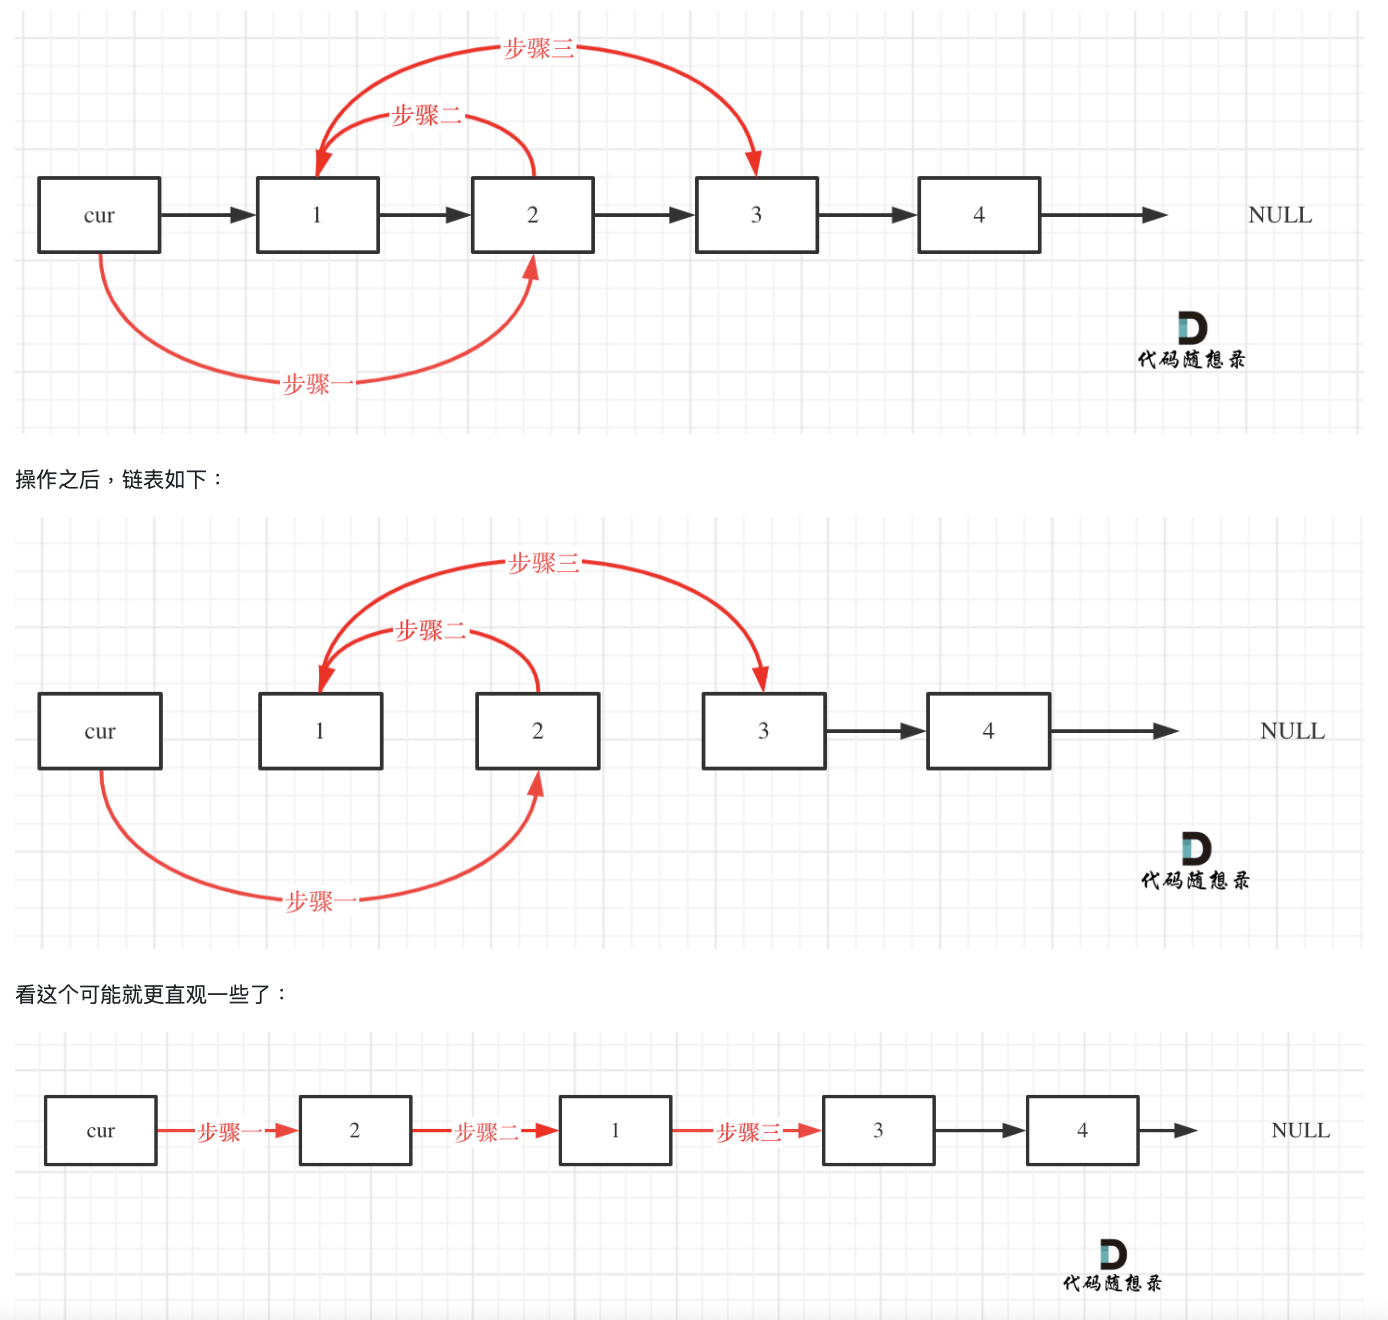 步骤三
步骤二
cur
1
2
3
4
NULL
步骤一
代码随想录
操作之后，链表如下：
步骤三
步骤二
cur
1
2
3
4
NULL
步骤一
代码随想录
看这个可能就更直观一些了：
cur
步骤一
2
步骤二
1
步骤三
3
4
NULL
代码随想录